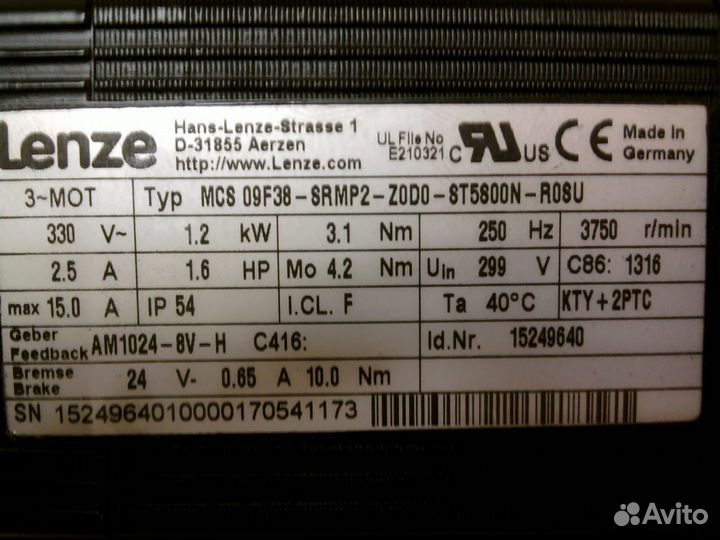 Lenze
Hans-Lenze-Strasse 1
D-31855 Aerzen
http://www.Lenze.com
UL File No
E210321
c RU US
CE
Made in
Germany
3~MOT Typ MCS 09F38-SRMP2-Z0D0-ST5S00N-R0SU
330 V~ 1.2 kW 3.1 Nm 250 Hz 3750 r/min
2.5 A 1.6 HP Mo 4.2 Nm Uin 299 V C86: 1316
max 15.0 A IP 54 I.CL. F Ta 40°C KTY+2PTC
Geber
Feedback AM1024-8V-H C416: Id.Nr. 15249640
Bremse
Brake 24 V- 0.65 A 10.0 Nm
SN 1524964010000170541173
Avito